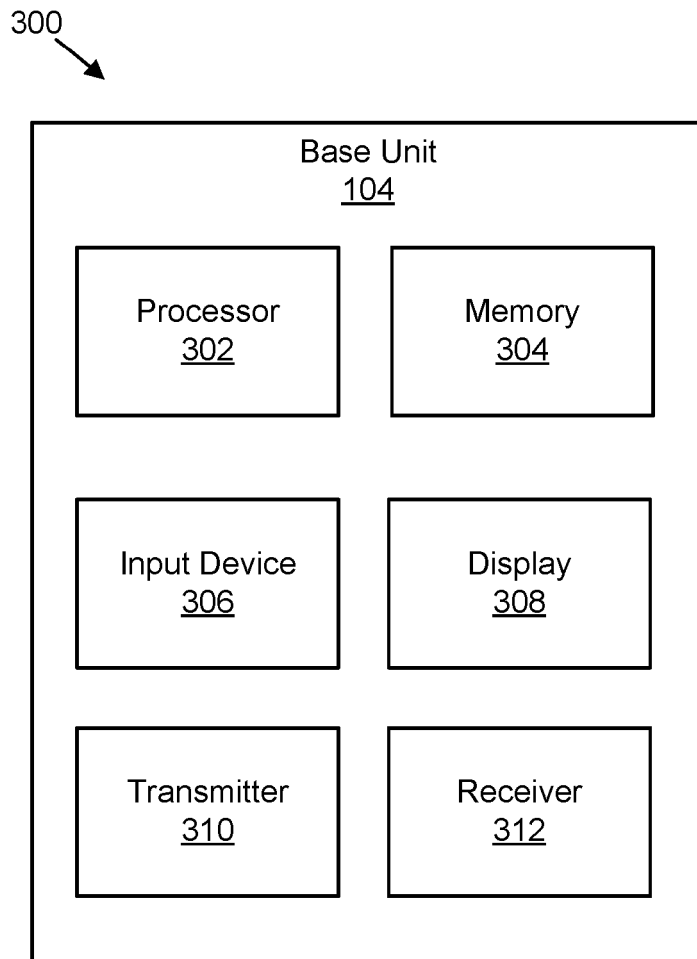 300
Base Unit
104
Processor
302
Memory
304
Input Device
306
Display
308
Transmitter
310
Receiver
312